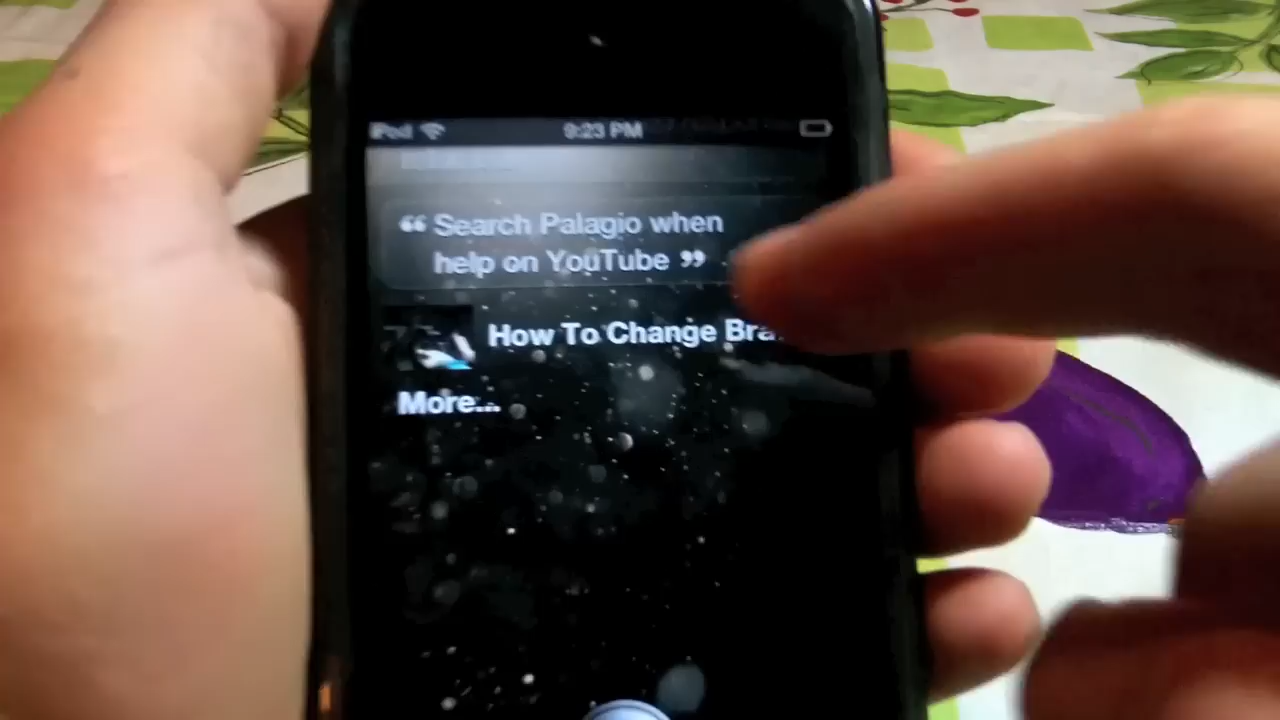 iPod 9:23 PM
“ Search Palagio when
help on YouTube ”
How To Change Bra
More...